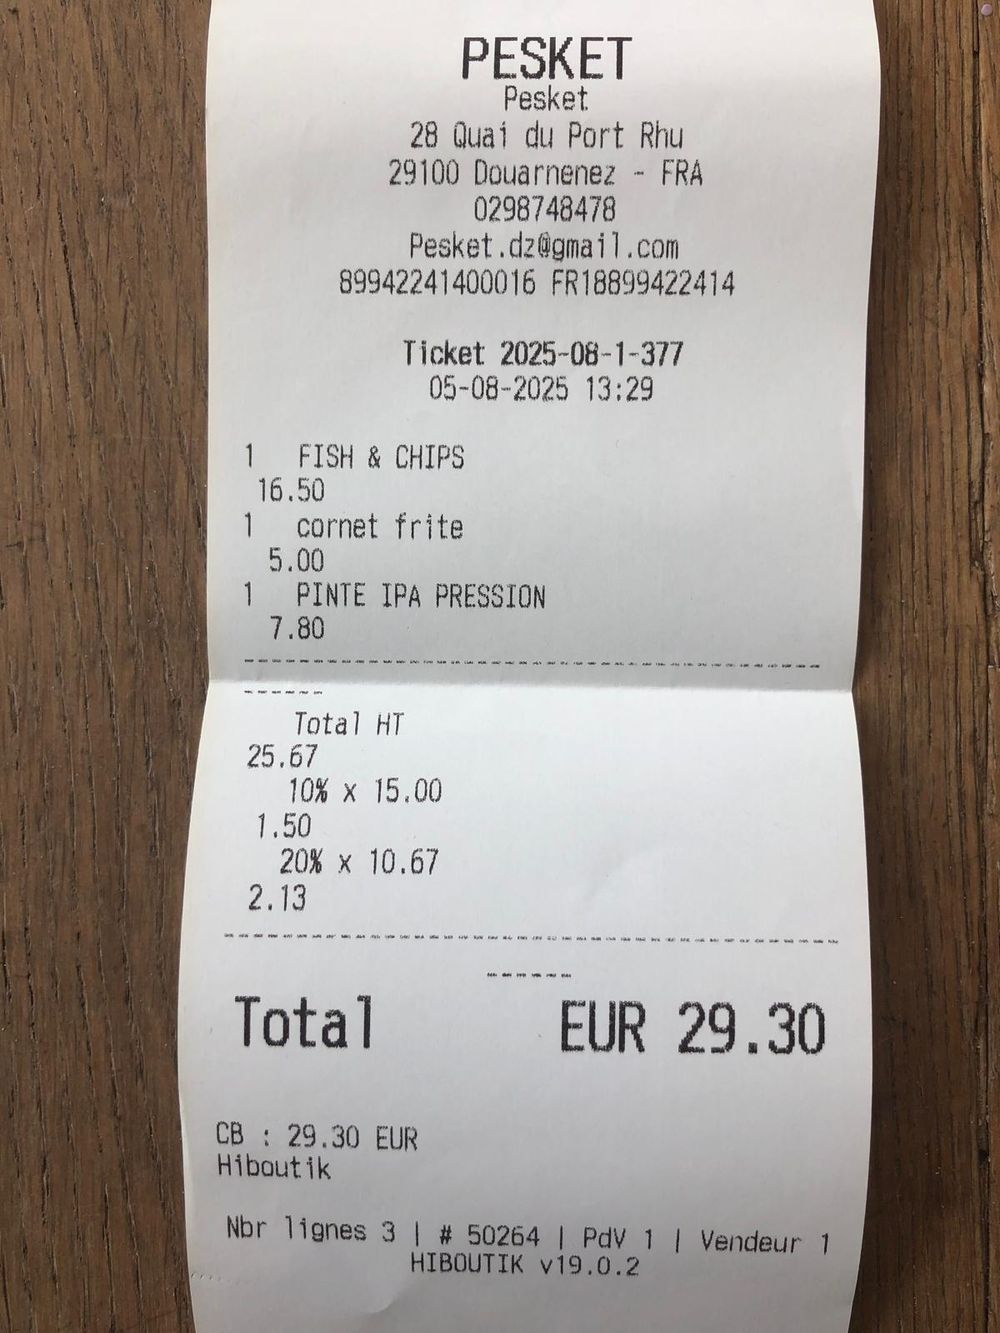 PESKET
Pesket
28 Quai du Port Rhu
29100 Douarnenez - FRA
0298748478
Pesket.dz@gmail.com
89942241400016 FR18899422414
Ticket 2025-08-1-377
05-08-2025 13:29
1 FISH & CHIPS
16.50
1 cornet frite
5.00
1 PINTE IPA PRESSION
7.80
Total HT
25.67
10% x 15.00
1.50
20% x 10.67
2.13
Total EUR 29.30
CB : 29.30 EUR
Hiboutik
Nbr lignes 3 | # 50264 | PdV 1 | Vendeur 1
HIBOUTIK v19.0.2